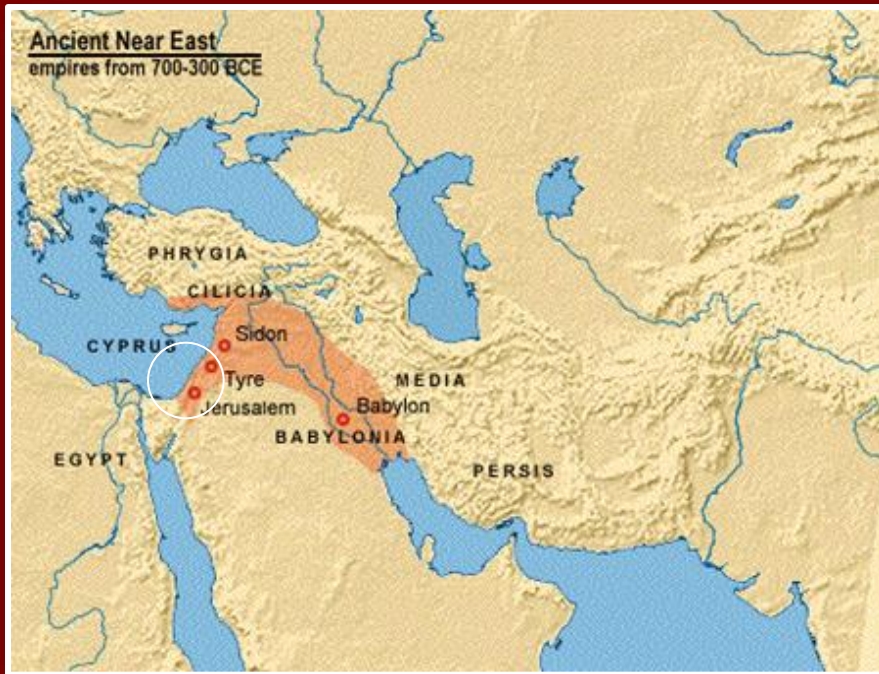 Ancient Near East
empires from 700-300 BCE
PHRYGIA
CILICIA
Sidon
CYPRUS
Tyre
MEDIA
Jerusalem
Babylon
BABYLONIA
EGYPT
PERSIS